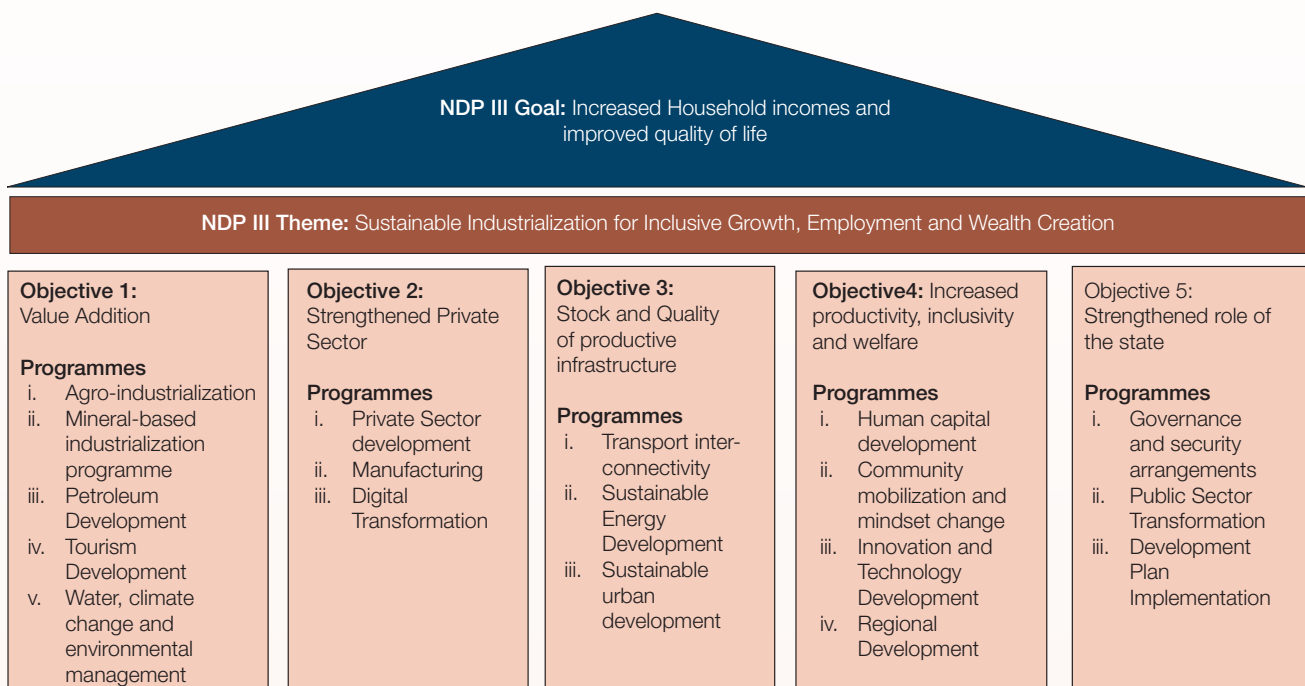 NDP III Goal: Increased Household incomes and
improved quality of life
NDP III Theme: Sustainable Industrialization for Inclusive Growth, Employment and Wealth Creation
Objective 1:
Value Addition
Programmes
i. Agro-industrialization
ii. Mineral-based
industrialization
programme
iii. Petroleum
Development
iv. Tourism
Development
v. Water, climate
change and
environmental
management
Objective 2:
Strengthened Private
Sector
Programmes
i. Private Sector
development
ii. Manufacturing
iii. Digital
Transformation
Objective 3:
Stock and Quality
of productive
infrastructure
Programmes
i. Transport inter-
connectivity
ii. Sustainable
Energy
Development
iii. Sustainable
urban
development
Objective4: Increased
productivity, inclusivity
and welfare
Programmes
i. Human capital
development
ii. Community
mobilization and
mindset change
iii. Innovation and
Technology
Development
iv. Regional
Development
Objective 5:
Strengthened role of
the state
Programmes
i. Governance
and security
arrangements
ii. Public Sector
Transformation
iii. Development
Plan
Implementation